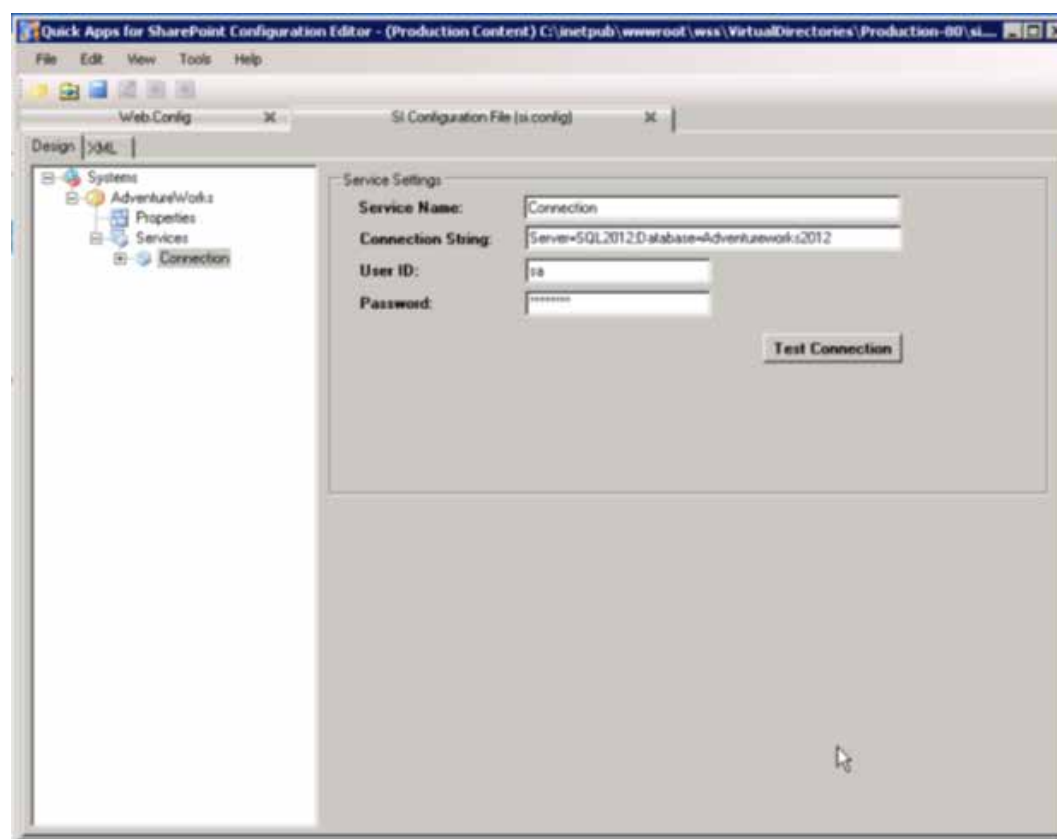 Quick Apps for SharePoint Configuration Editor - (Production Content) C:\inetpub\wwwroot\wss\VirtualDirectories\Production-80\si...
File Edit View Tools Help
Web.Config SI Configuration File (si.config)
Design XML
Systems
AdventureWorks
Properties
Services
Connection
Service Settings
Service Name: Connection
Connection String: Server=SQL2012;Database=Adventureworks2012
User ID: sa
Password: ********
Test Connection